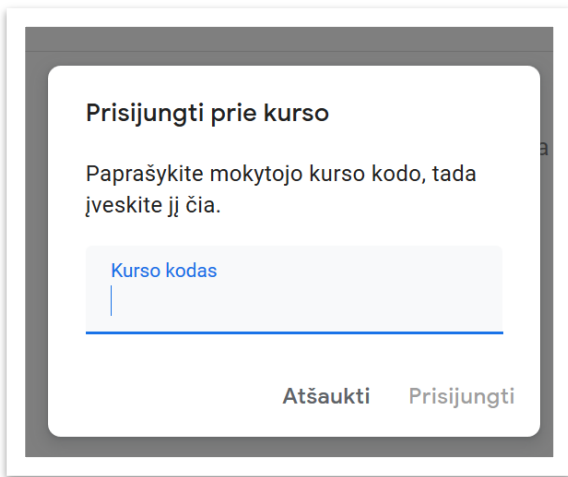 Prisijungti prie kurso
Paprašykite mokytojo kurso kodo, tada
įveskite jį čia.
Kurso kodas
Atšaukti Prisijungti